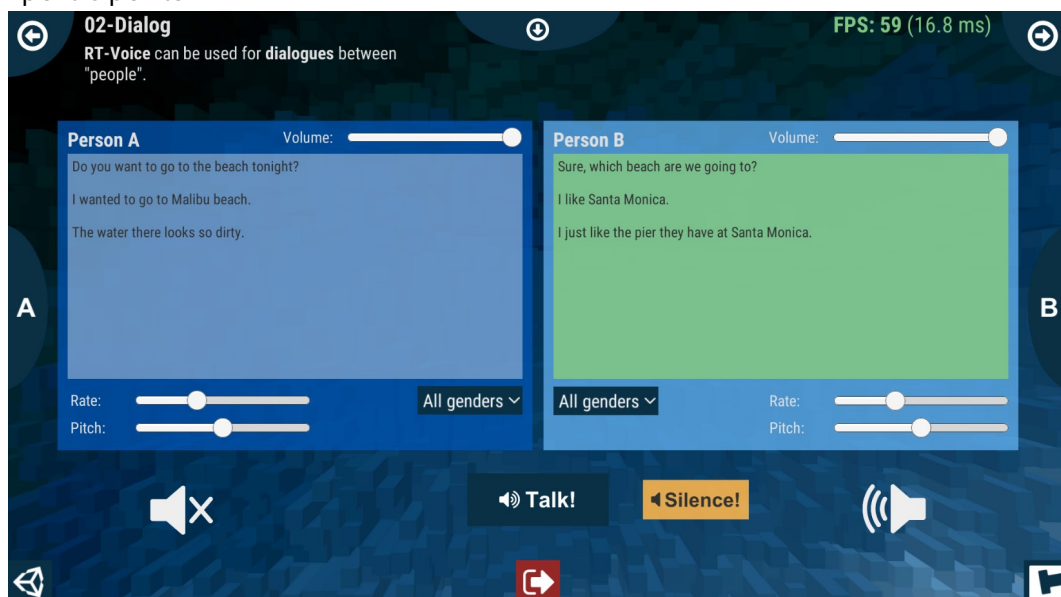 02-Dialog
RT-Voice can be used for dialogues between
"people".
FPS: 59 (16.8 ms)
Person A
Volume:
Do you want to go to the beach tonight?
I wanted to go to Malibu beach.
The water there looks so dirty.
Rate:
Pitch:
All genders
Person B
Volume:
Sure, which beach are we going to?
I like Santa Monica.
I just like the pier they have at Santa Monica.
All genders
Rate:
Pitch:
A
B
Talk!
Silence!